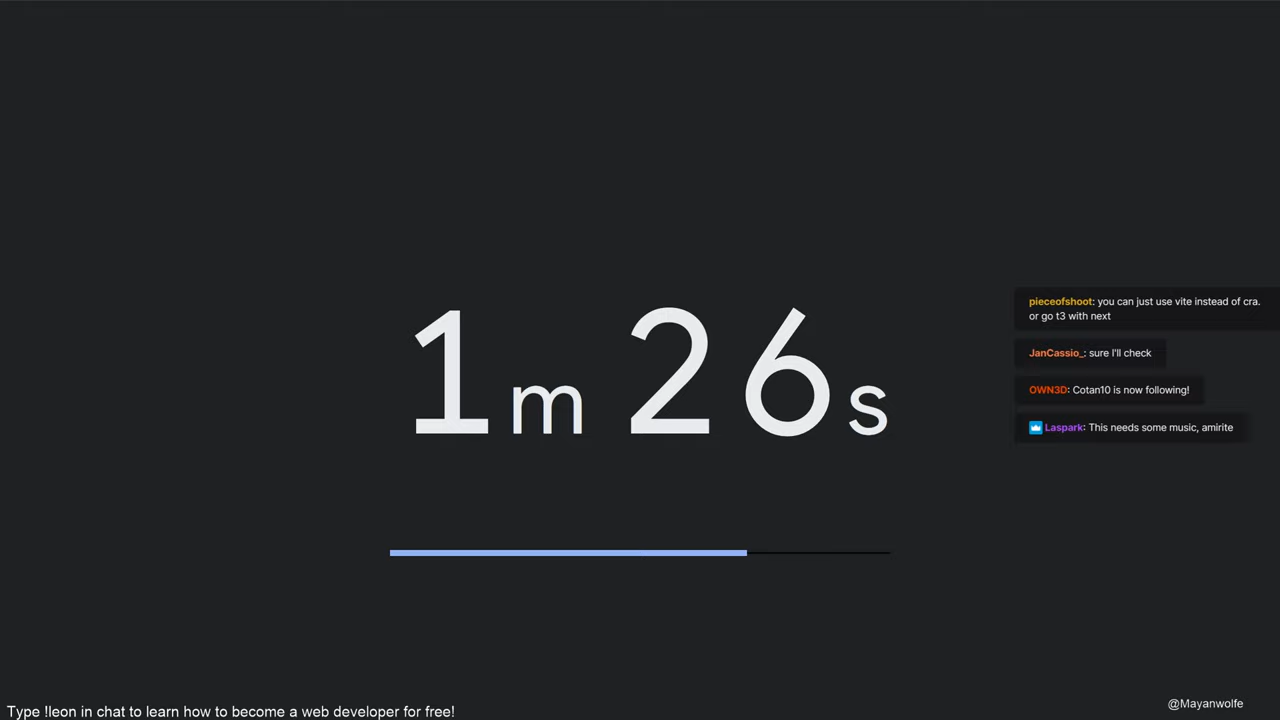 1m 26s
pieceofshoot: you can just use vite instead of cra.
or go t3 with next
JanCassio_: sure I'll check
OWN3D: Cotan10 is now following!
Laspark: This needs some music, amirite
Type !leon in chat to learn how to become a web developer for free!
@Mayanwolfe